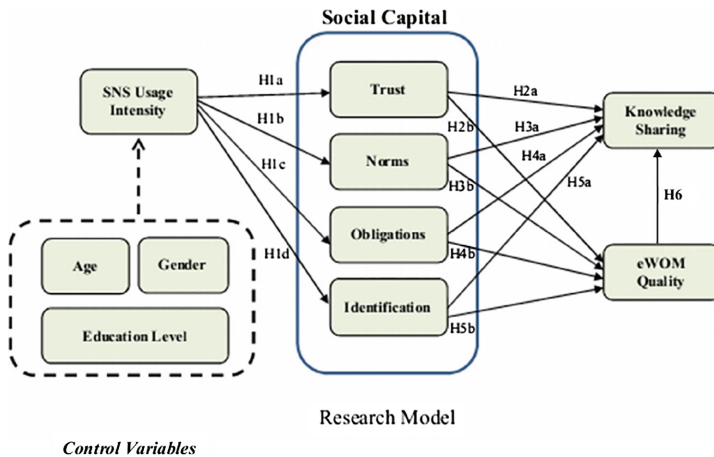 Social Capital
SNS Usage
Intensity
H1a
H1b
H1c
H1d
Trust
Norms
Obligations
Identification
H2a
H2b
H3a
H4a
H3b
H5a
H4b
H5b
Knowledge
Sharing
H6
eWOM
Quality
Age
Gender
Education Level
Research Model
Control Variables